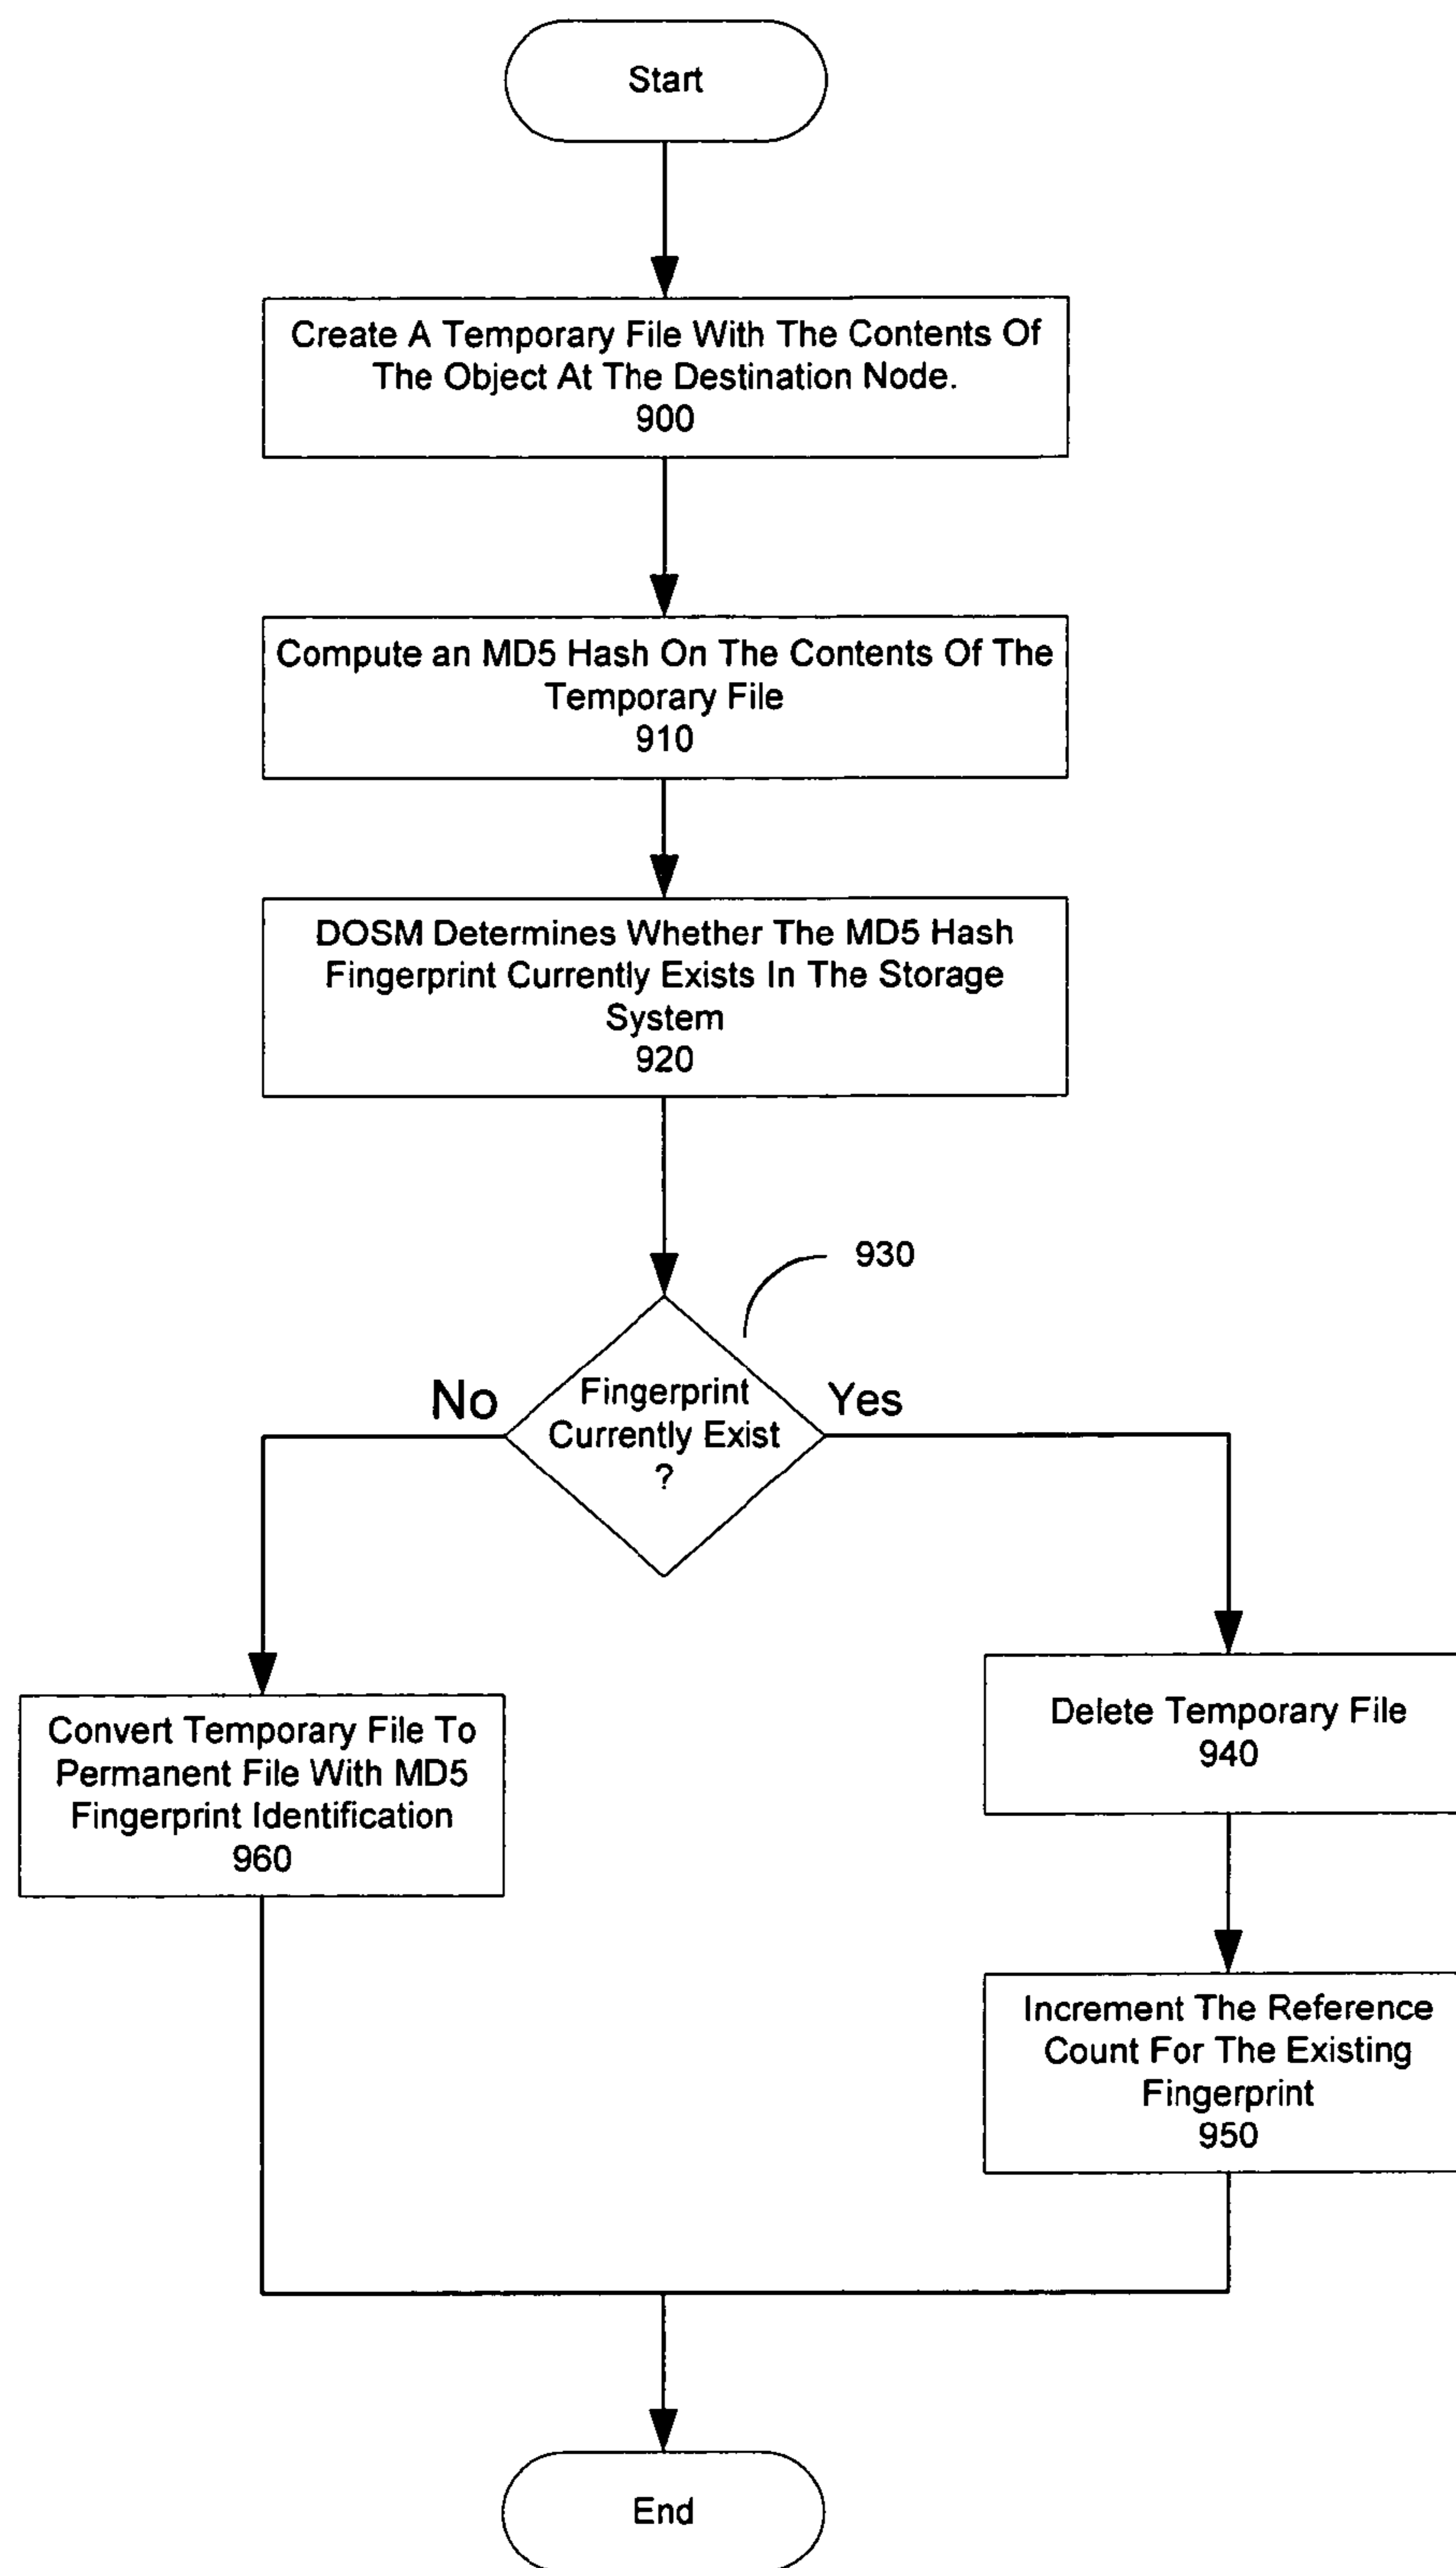 Start
Create A Temporary File With The Contents Of
The Object At The Destination Node.
900
Compute an MD5 Hash On The Contents Of The
Temporary File
910
DOSM Determines Whether The MD5 Hash
Fingerprint Currently Exists In The Storage
System
920
930
No
Fingerprint
Currently Exist
?
Yes
Convert Temporary File To
Permanent File With MD5
Fingerprint Identification
960
Delete Temporary File
940
Increment The Reference
Count For The Existing
Fingerprint
950
End